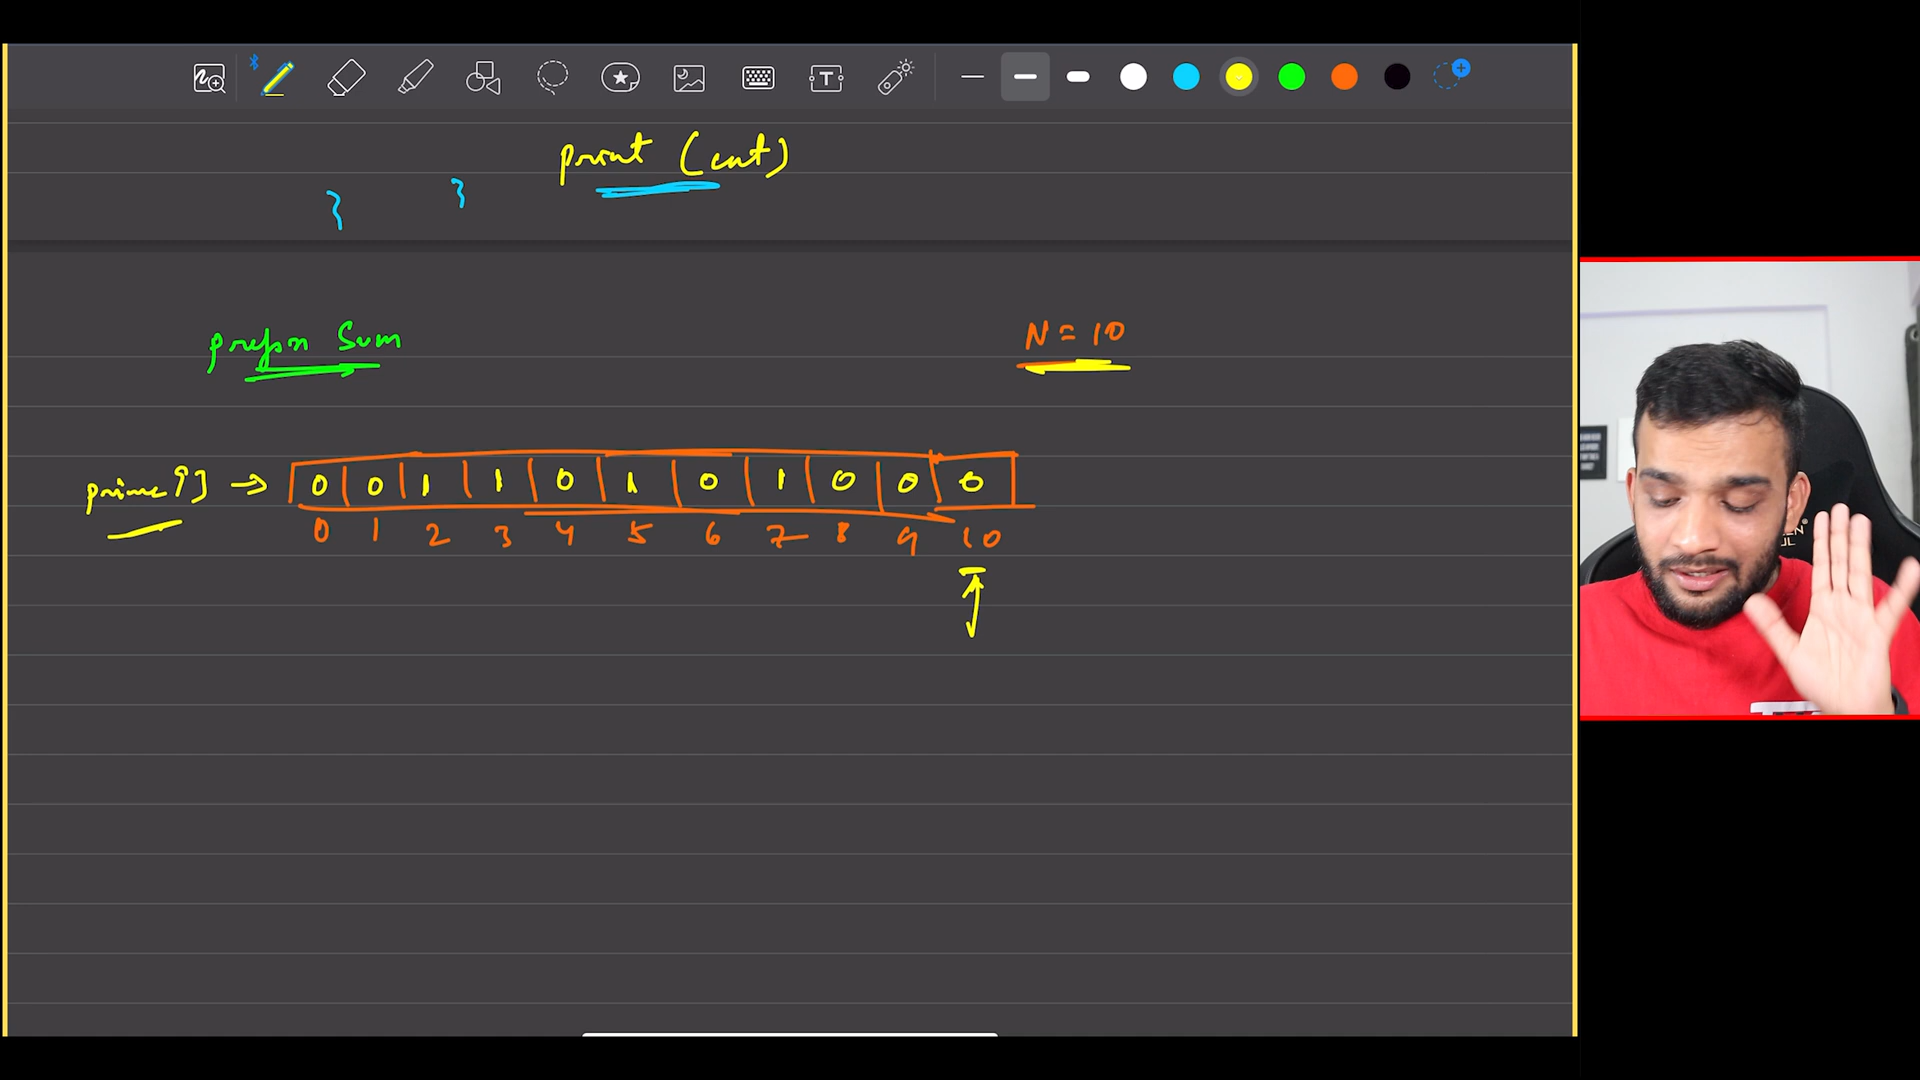 print (cnt)
}
}
prefix Sum
N = 10
prime[] → 0 0 1 1 0 1 0 1 0 0 0
0 1 2 3 4 5 6 7 8 9 10